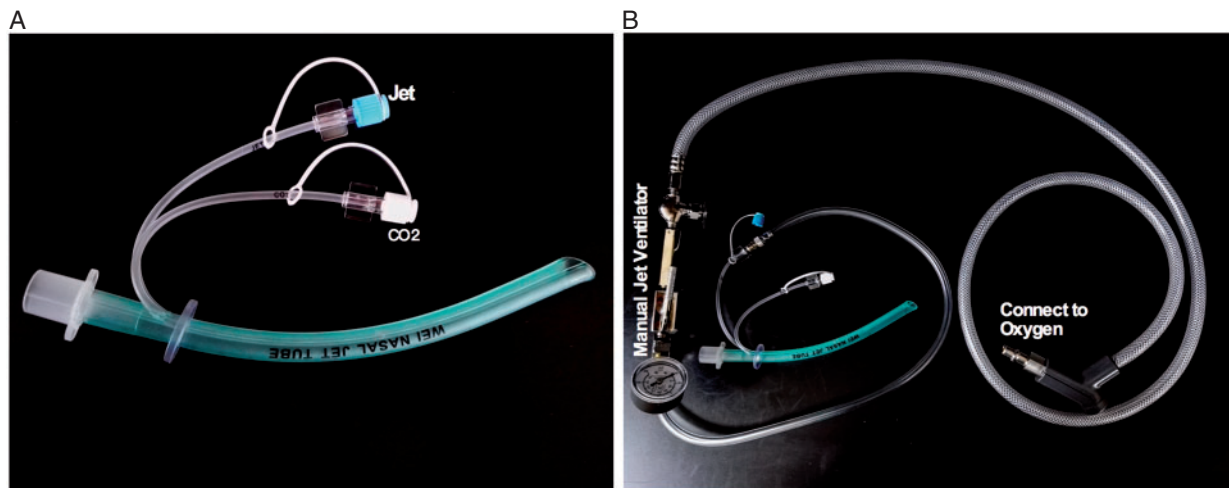 A
B
Jet
CO2
WEI NASAL JET TUBE
Manual Jet Ventilator
WEI NASAL JET TUBE
Connect to
Oxygen